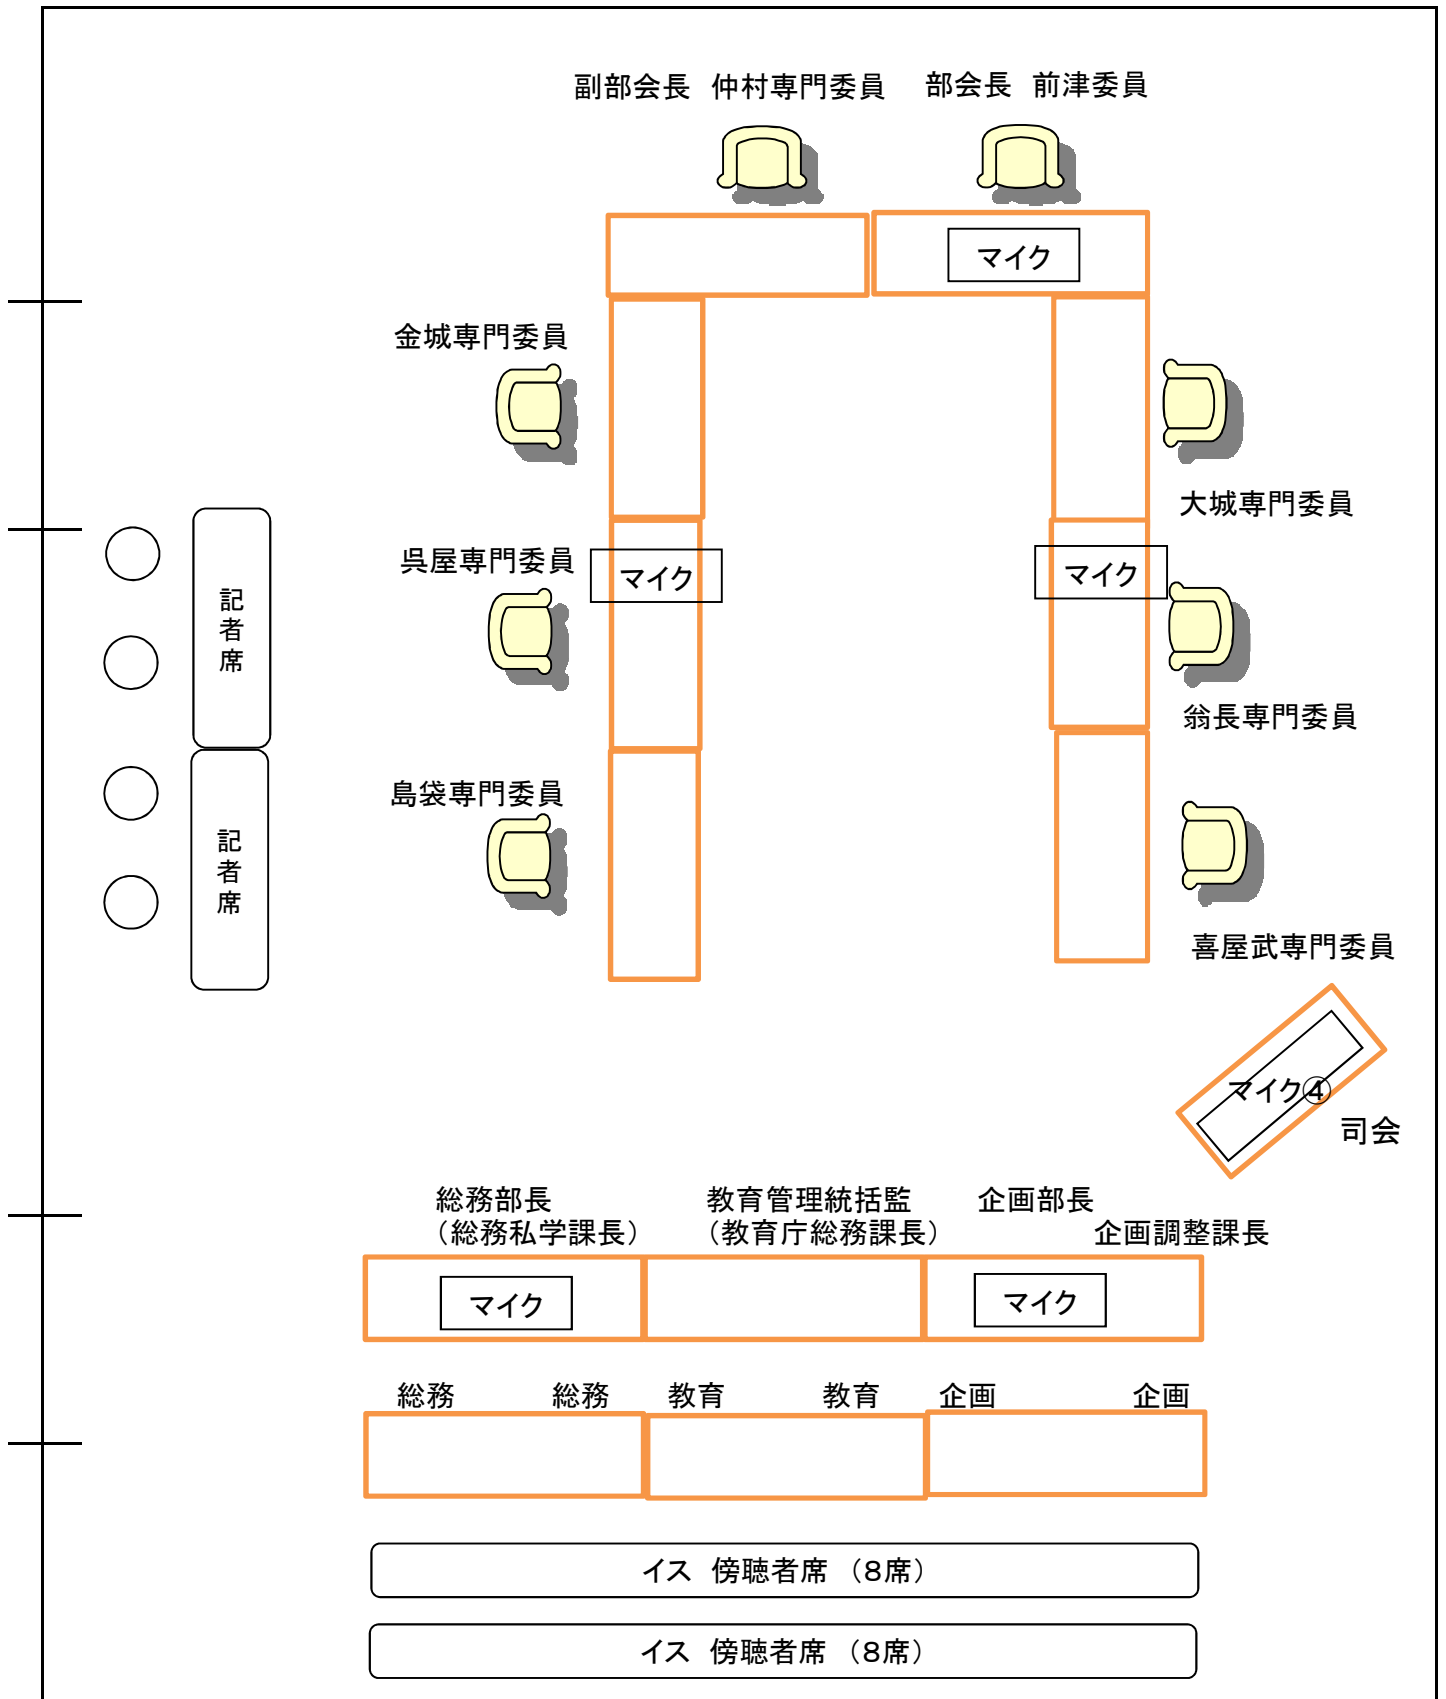 副部会長　仲村専門委員　部会長　前津委員
マイク
金城専門委員
大城専門委員
呉屋専門委員
マイク
マイク
記者席
翁長専門委員
島袋専門委員
記者席
喜屋武専門委員
マイク④
司会
総務部長　教育管理統括監　企画部長
（総務私学課長）　（教育庁総務課長）　企画調整課長
マイク　マイク
総務　総務　教育　教育　企画　企画
イス　傍聴者席　（８席）
イス　傍聴者席　（８席）